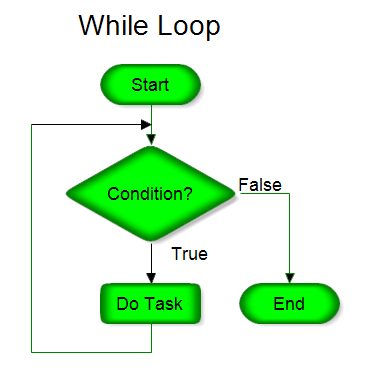 While Loop
Start
Condition?
False
True
Do Task
End